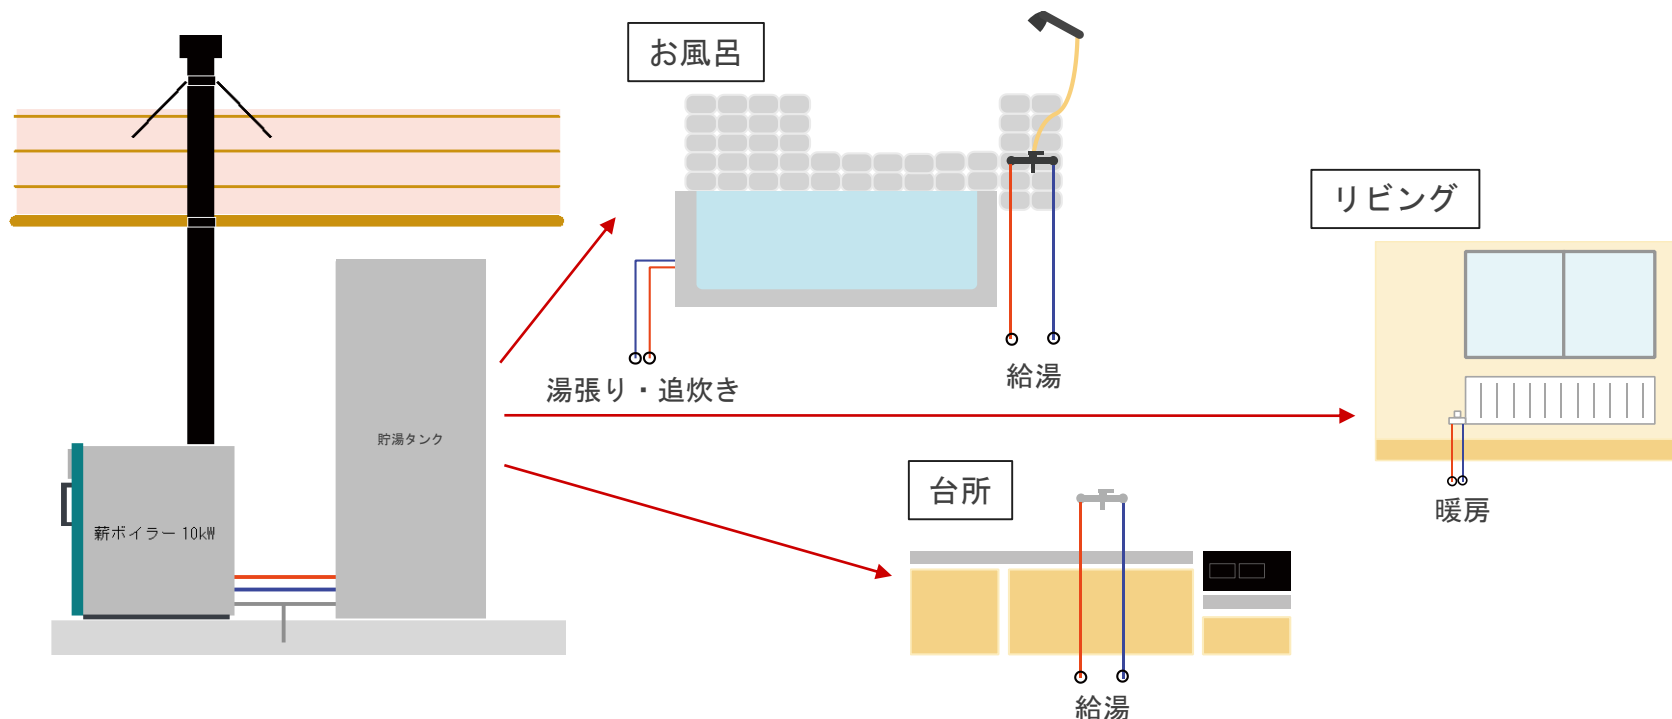 お風呂
リビング
湯張り・追炊き
給湯
貯湯タンク
台所
暖房
薪ボイラー 10kW
給湯